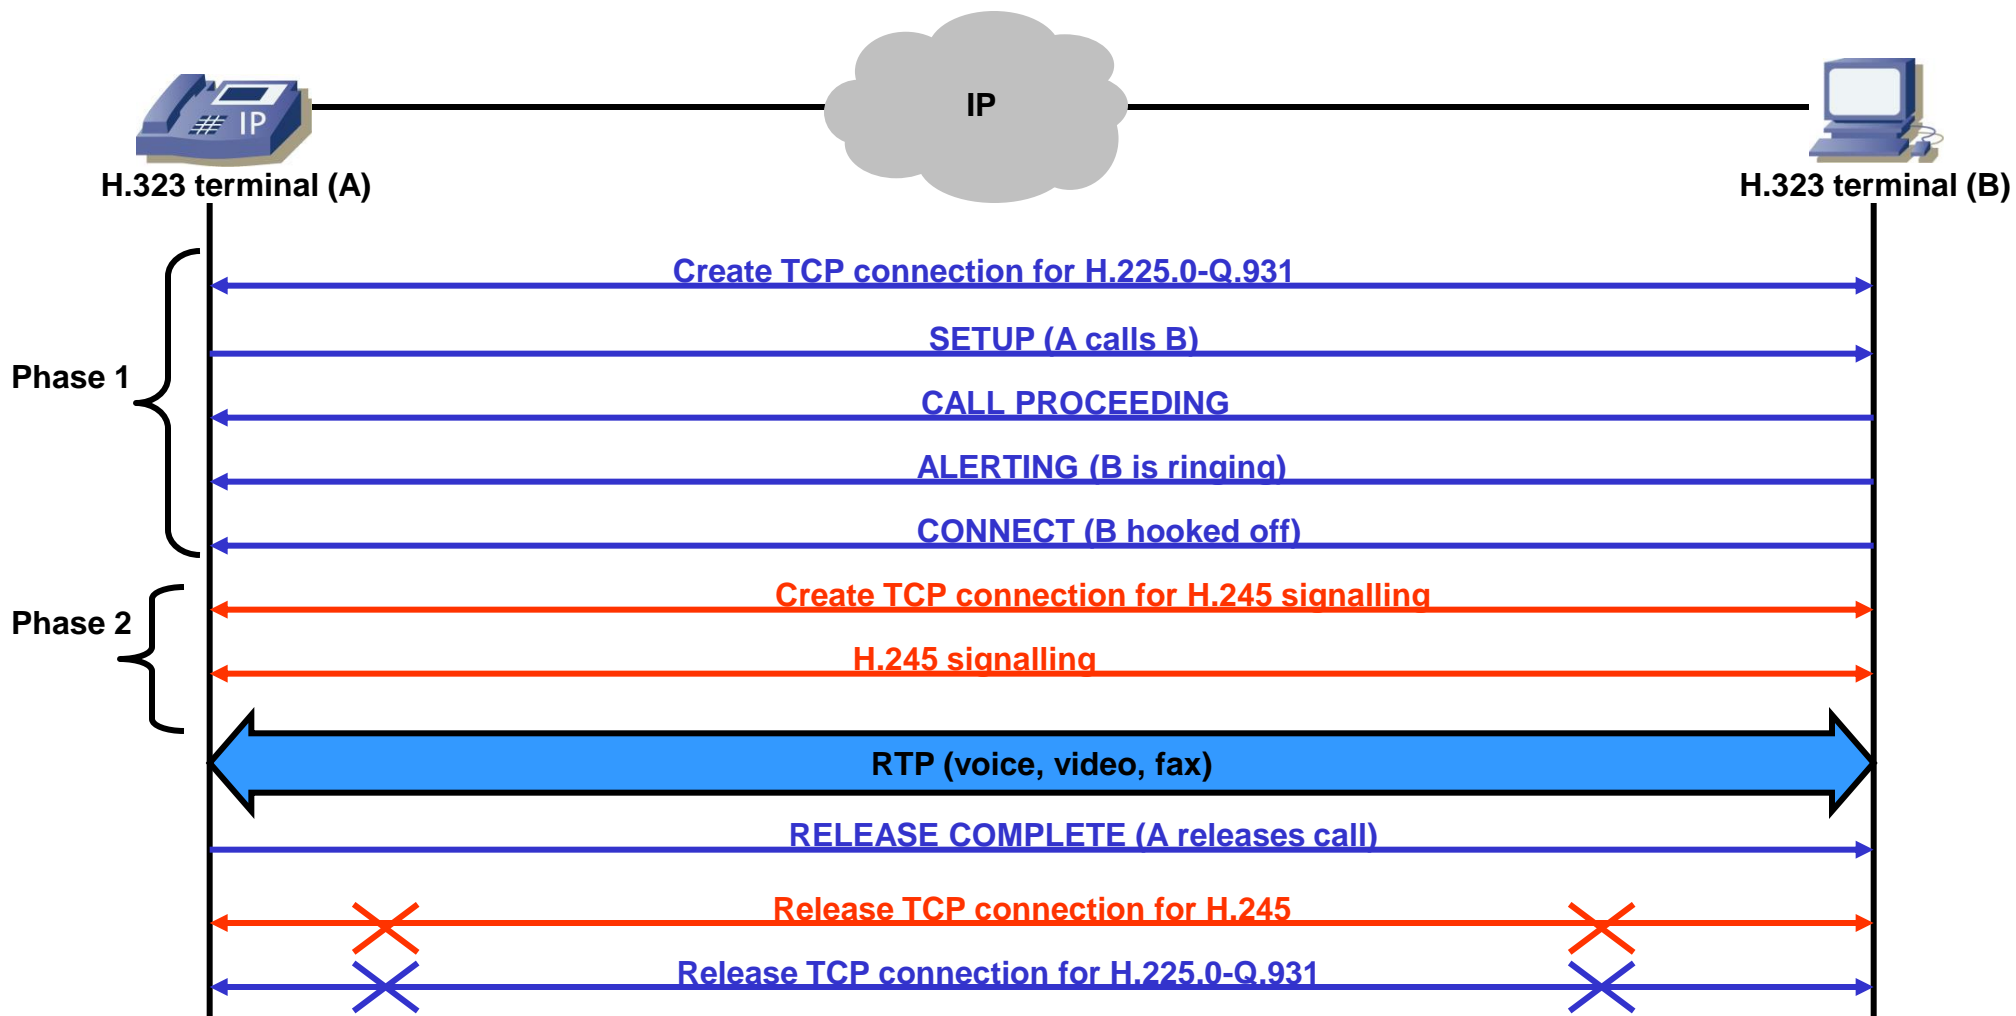 IP
IP
H.323 terminal (A)
H.323 terminal (B)
Create TCP connection for H.225.0-Q.931
SETUP (A calls B)
Phase 1
CALL PROCEEDING
ALERTING (B is ringing)
CONNECT (B hooked off)
Create TCP connection for H.245 signalling
Phase 2
H.245 signalling
RTP (voice, video, fax)
RELEASE COMPLETE (A releases call)
Release TCP connection for H.245
Release TCP connection for H.225.0-Q.931